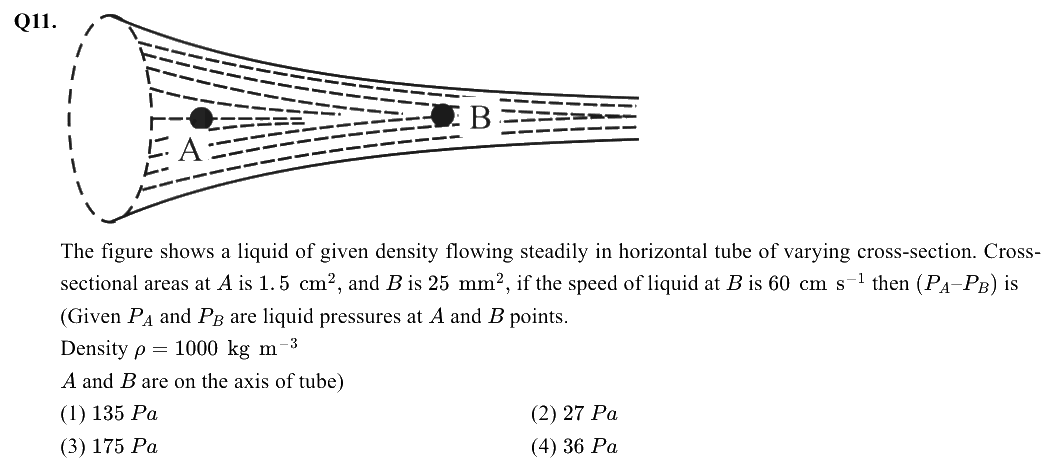 Q11.
A
B
The figure shows a liquid of given density flowing steadily in horizontal tube of varying cross-section. Cross-
sectional areas at A is 1.5 cm², and B is 25 mm², if the speed of liquid at B is 60 cm s⁻¹ then (P_A–P_B) is
(Given P_A and P_B are liquid pressures at A and B points.
Density ρ = 1000 kg m⁻³
A and B are on the axis of tube)
(1) 135 Pa (2) 27 Pa
(3) 175 Pa (4) 36 Pa